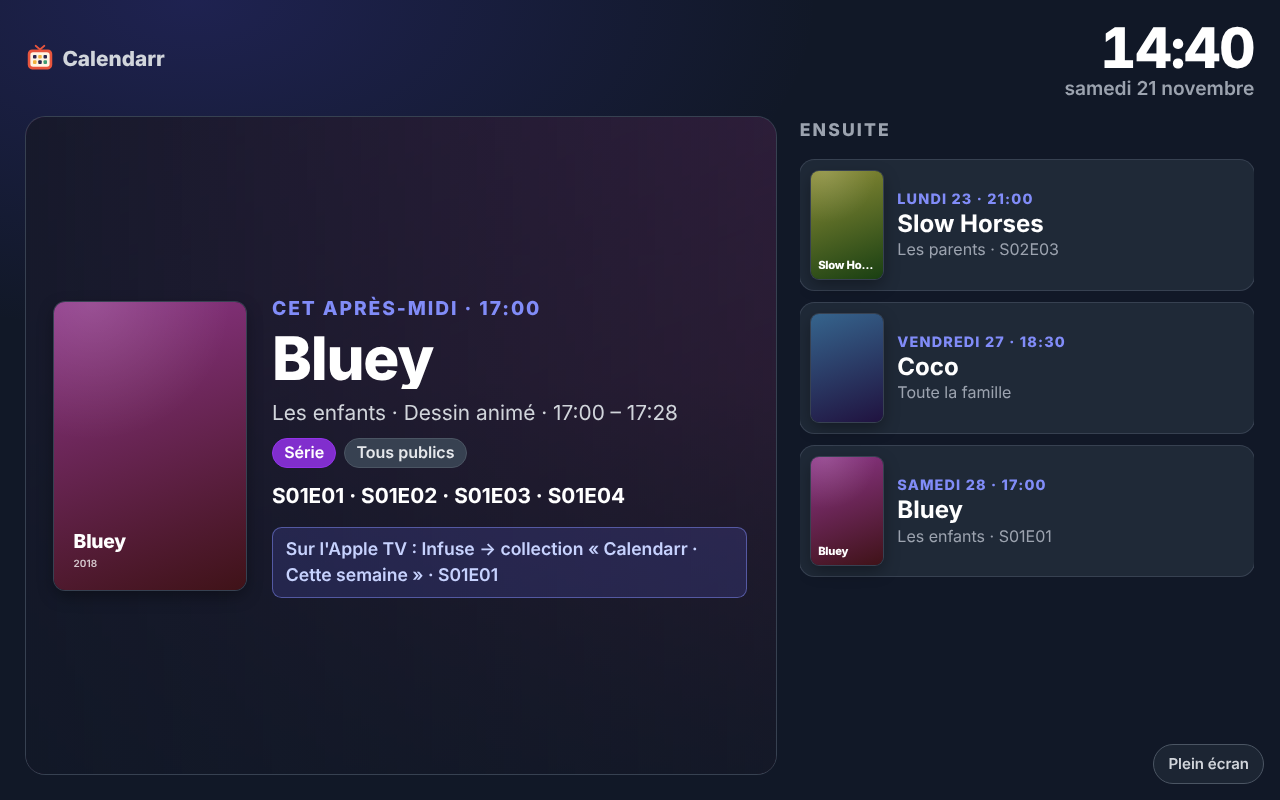 Calendarr
14:40
samedi 21 novembre
Bluey
2018
CET APRÈS-MIDI · 17:00
Bluey
Les enfants · Dessin animé · 17:00 – 17:28
Série
Tous publics
S01E01 · S01E02 · S01E03 · S01E04
Sur l'Apple TV : Infuse → collection « Calendarr ·
Cette semaine » · S01E01
ENSUITE
Slow Ho…
LUNDI 23 · 21:00
Slow Horses
Les parents · S02E03
VENDREDI 27 · 18:30
Coco
Toute la famille
Bluey
SAMEDI 28 · 17:00
Bluey
Les enfants · S01E01
Plein écran